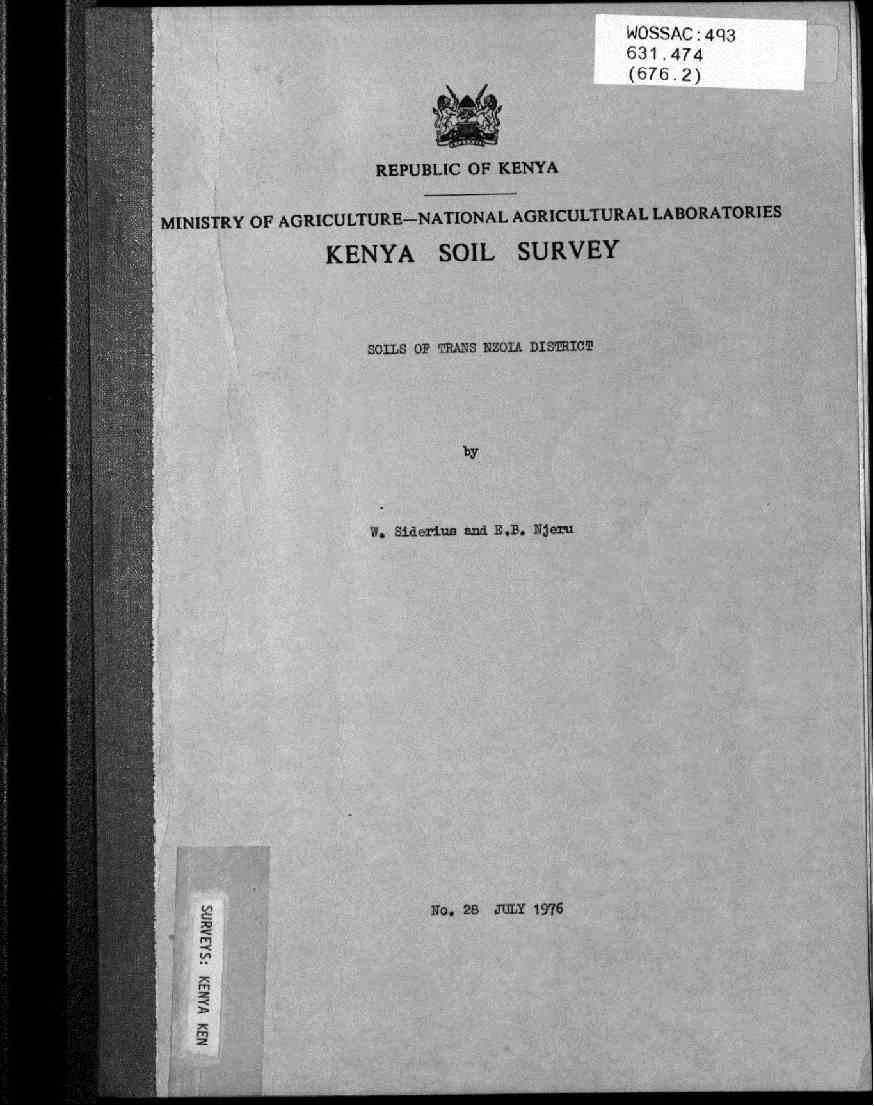 WOSSAC:493
631.474
(676.2)
REPUBLIC OF KENYA
MINISTRY OF AGRICULTURE—NATIONAL AGRICULTURAL LABORATORIES
KENYA SOIL SURVEY
SOILS OF TRANS NZOIA DISTRICT
by
W. Siderius and E.B. Njeru
No. 28 JULY 1976
SURVEYS: KENYA KEN